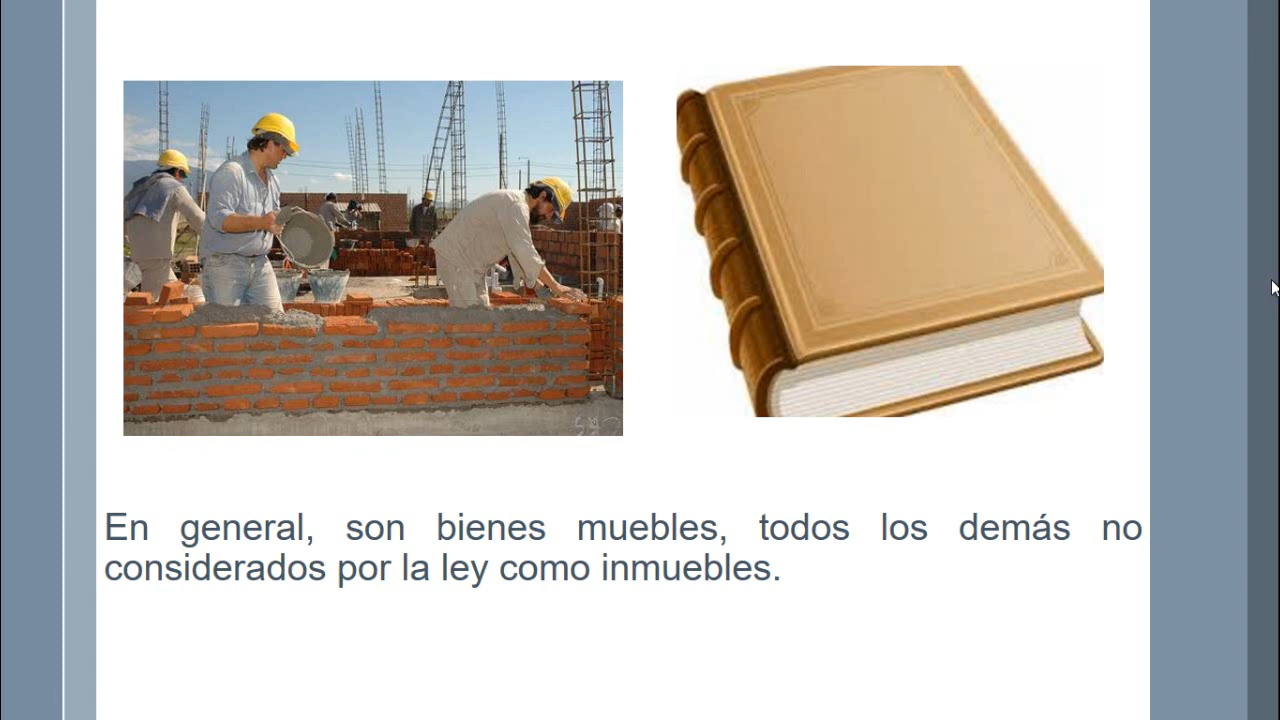 En general, son bienes muebles, todos los demás no
considerados por la ley como inmuebles.